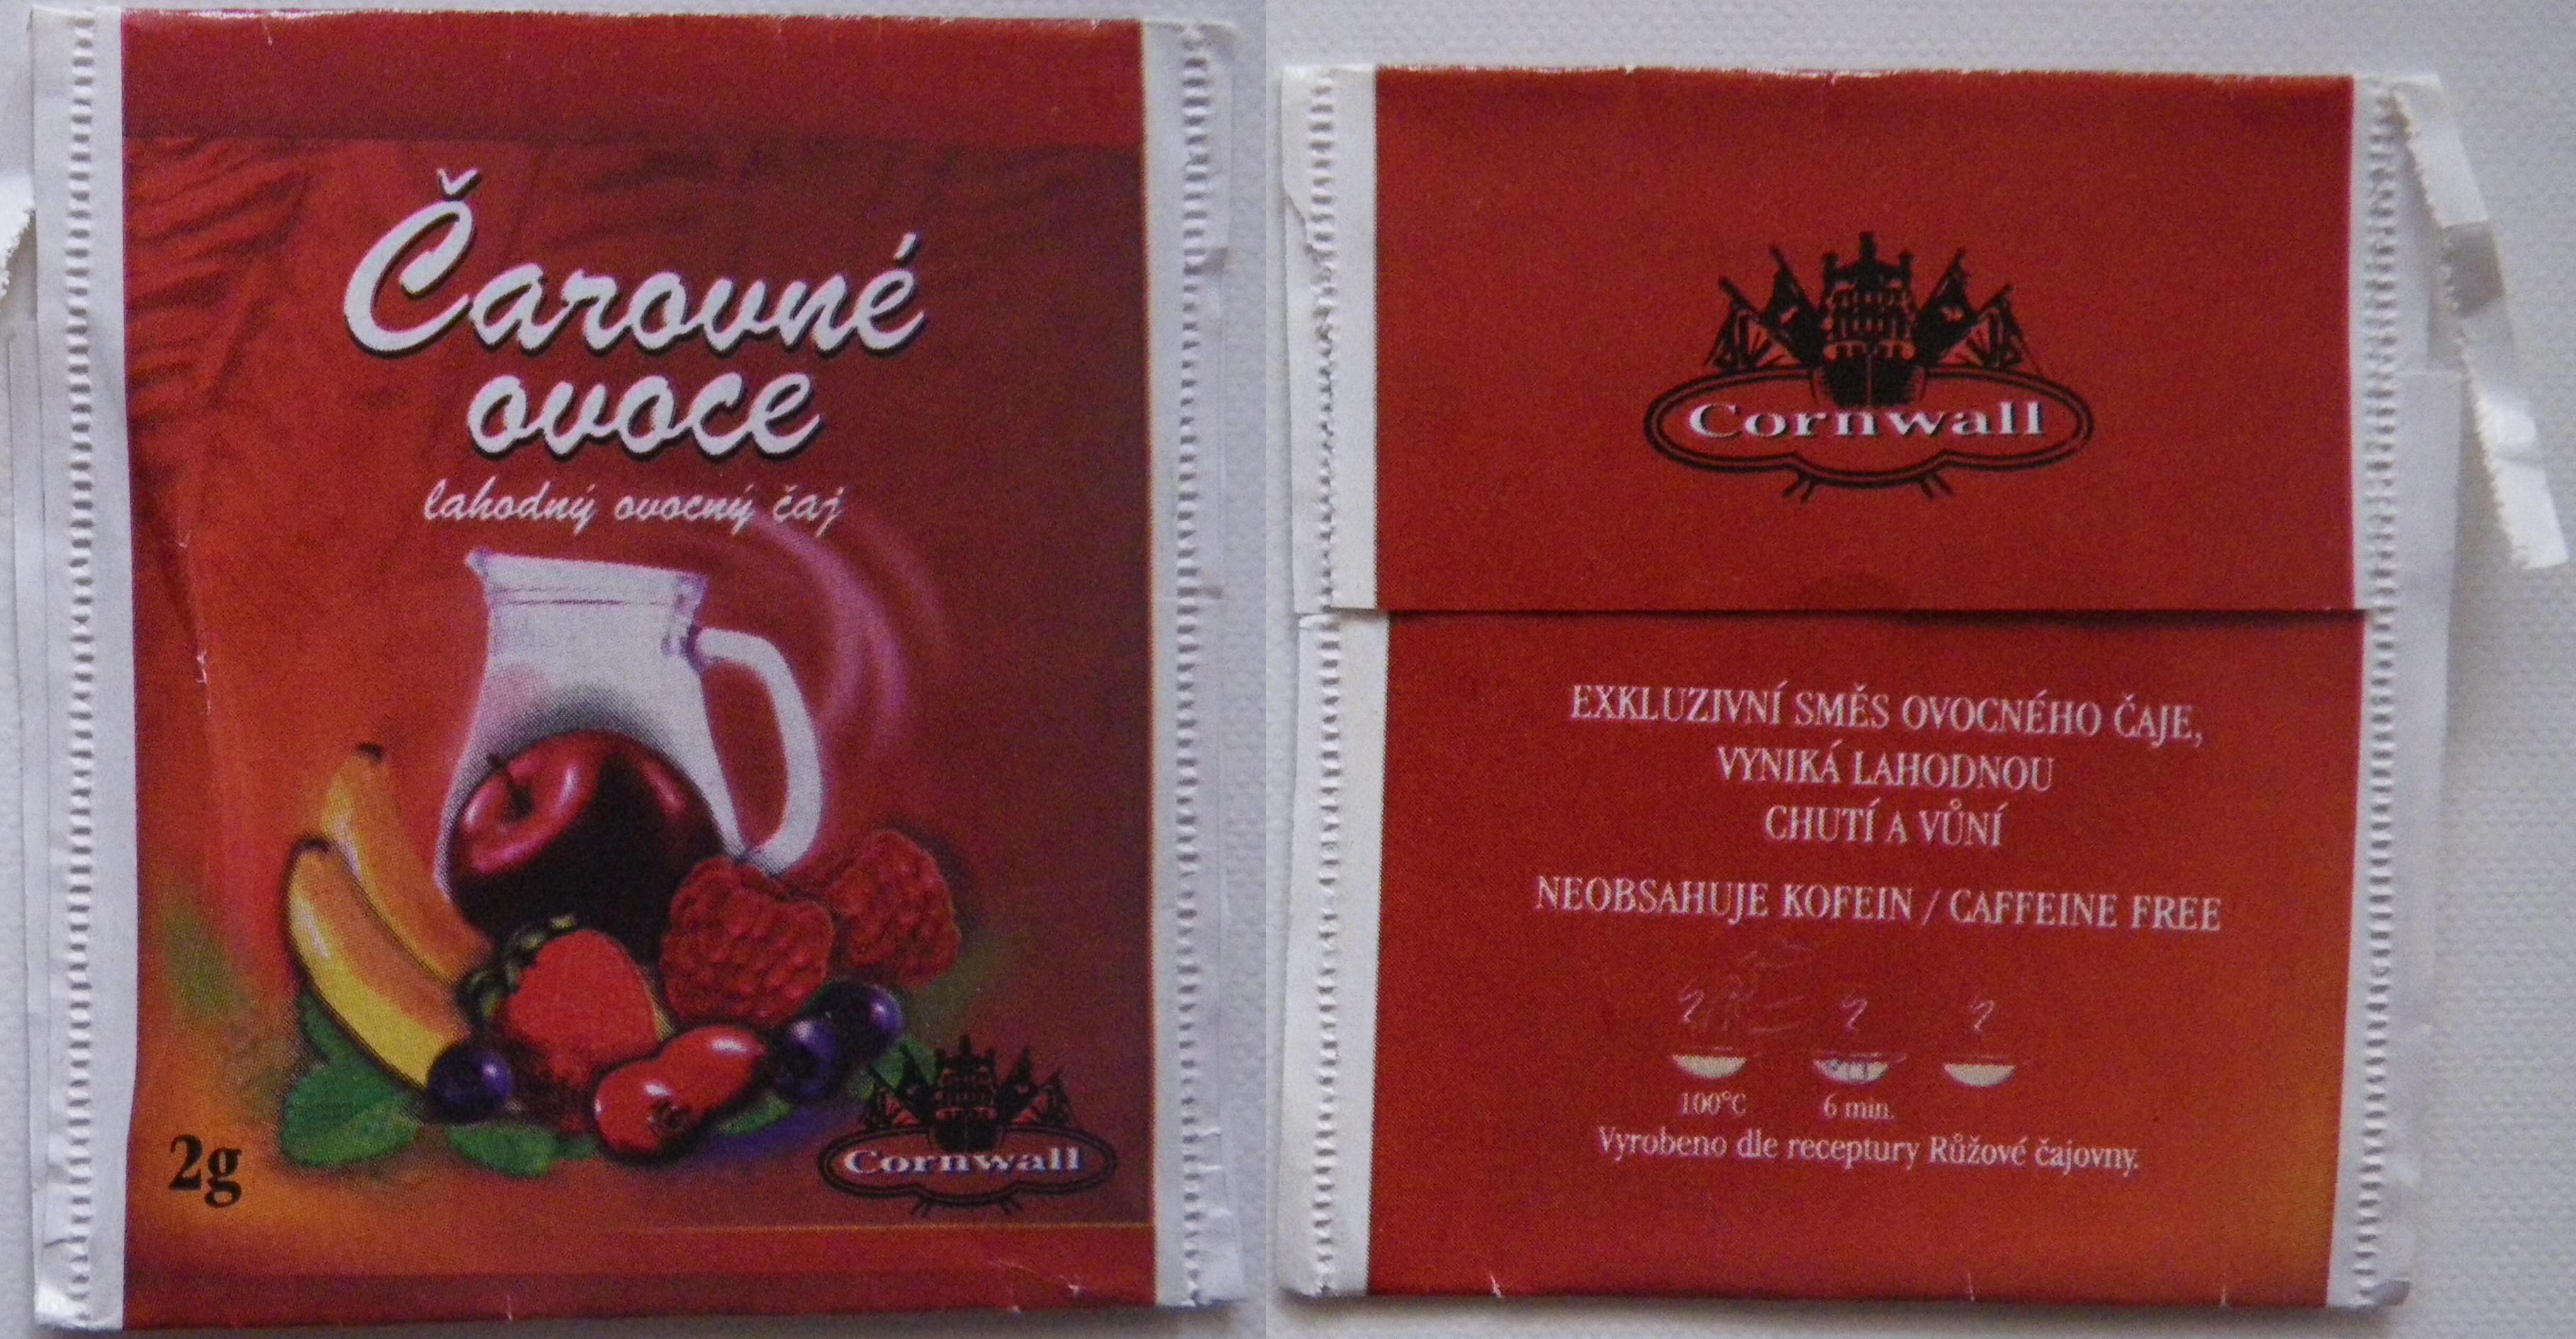 Čarovné
ovoce
lahodný ovocný čaj
2g
Cornwall
Cornwall
EXKLUZIVNÍ SMĚS OVOCNÉHO ČAJE,
VYNIKÁ LAHODNOU
CHUTÍ A VŮNÍ
NEOBSAHUJE KOFEIN / CAFFEINE FREE
100°C
6 min.
Vyrobeno dle receptury Růžové čajovny.